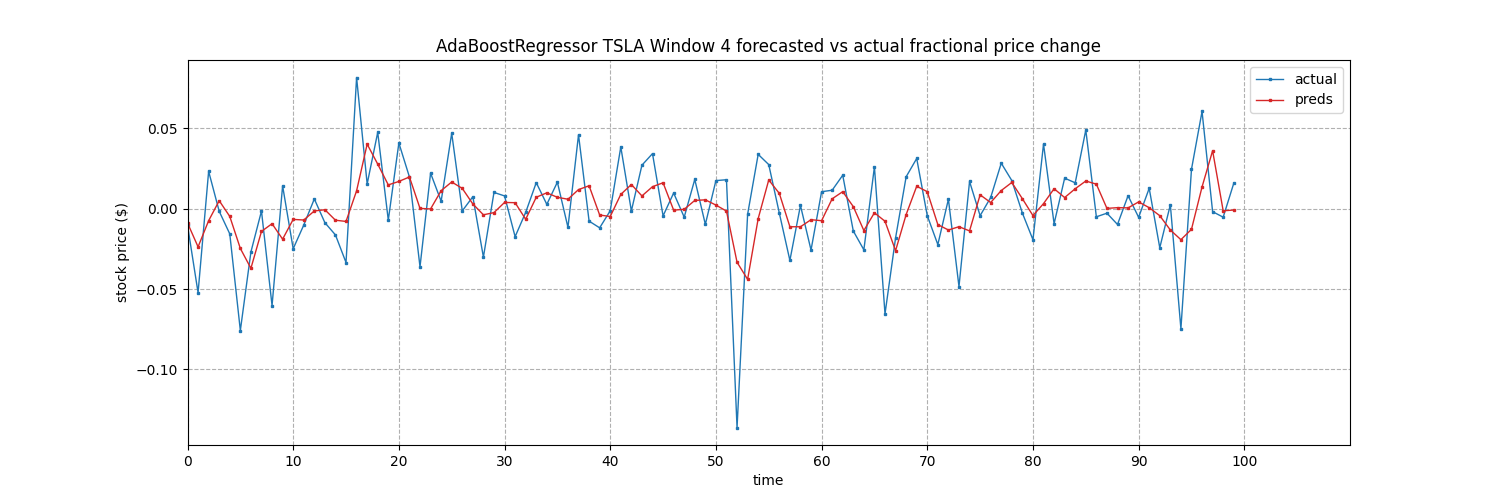 AdaBoostRegressor TSLA Window 4 forecasted vs actual fractional price change
actual
preds
0.05
0.00
−0.05
−0.10
stock price ($)
0 10 20 30 40 50 60 70 80 90 100
time